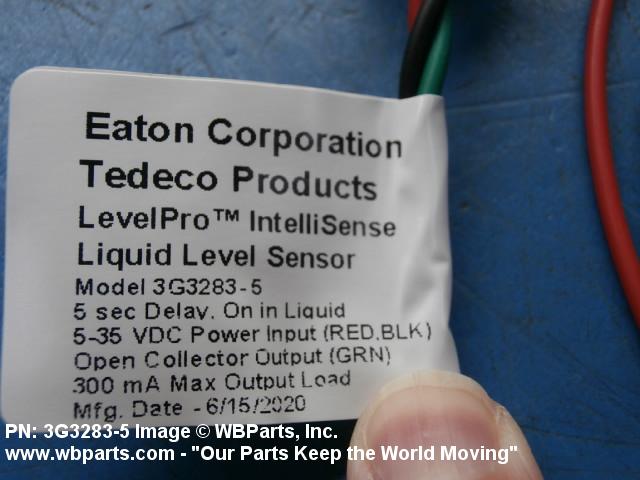 Eaton Corporation
Tedeco Products
LevelPro™ IntelliSense
Liquid Level Sensor
Model 3G3283-5
5 sec Delay, On in Liquid
5-35 VDC Power Input (RED,BLK)
Open Collector Output (GRN)
300 mA Max Output Load
Mfg. Date - 6/15/2020
PN: 3G3283-5 Image © WBParts, Inc.
www.wbparts.com - "Our Parts Keep the World Moving"